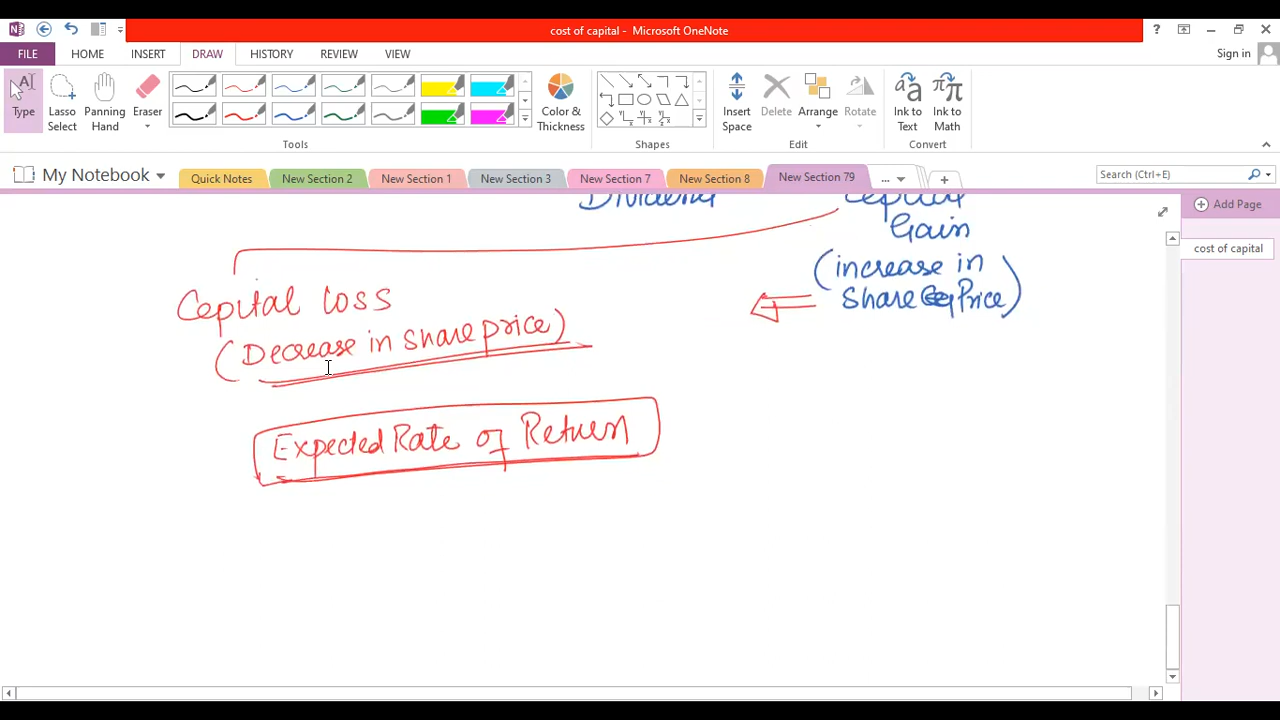 cost of capital - Microsoft OneNote
Sign in
FILE HOME INSERT DRAW HISTORY REVIEW VIEW
Type
Lasso Select
Panning Hand
Eraser
Color & Thickness
Insert Space
Delete
Arrange
Rotate
Ink to Text
Ink to Math
Tools
Shapes
Edit
Convert
My Notebook
Quick Notes
New Section 2
New Section 1
New Section 3
New Section 7
New Section 8
New Section 79
...
Search (Ctrl+E)
Add Page
cost of capital
Dividend
Capital
Gain
(increase in
Share Price)
Capital loss
(Decrease in share price)
Expected Rate of Return